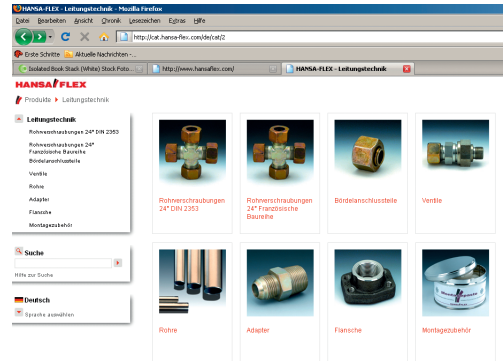 HANSA-FLEX - Leitungstechnik - Mozilla Firefox
Datei Bearbeiten Ansicht Chronik Lesezeichen Extras Hilfe
http://cat.hansa-flex.com/de/cat/2
Erste Schritte Aktuelle Nachrichten -...
Isolated Book Stack (White) Stock Foto... http://www.hansaflex.com/ HANSA-FLEX - Leitungstechnik
HANSA FLEX
Produkte Leitungstechnik
Leitungstechnik
Rohrverschraubungen 24° DIN 2353
Rohrverschraubungen 24°
Französische Baureihe
Bördelanschlussteile
Ventile
Rohre
Adapter
Flansche
Montagezubehör
Suche
Hilfe zur Suche
Deutsch
Sprache auswählen
Rohrverschraubungen
24° DIN 2353
Rohrverschraubungen
24° Französische
Baureihe
Bördelanschlussteile
Ventile
Rohre
Adapter
Flansche
Montagezubehör